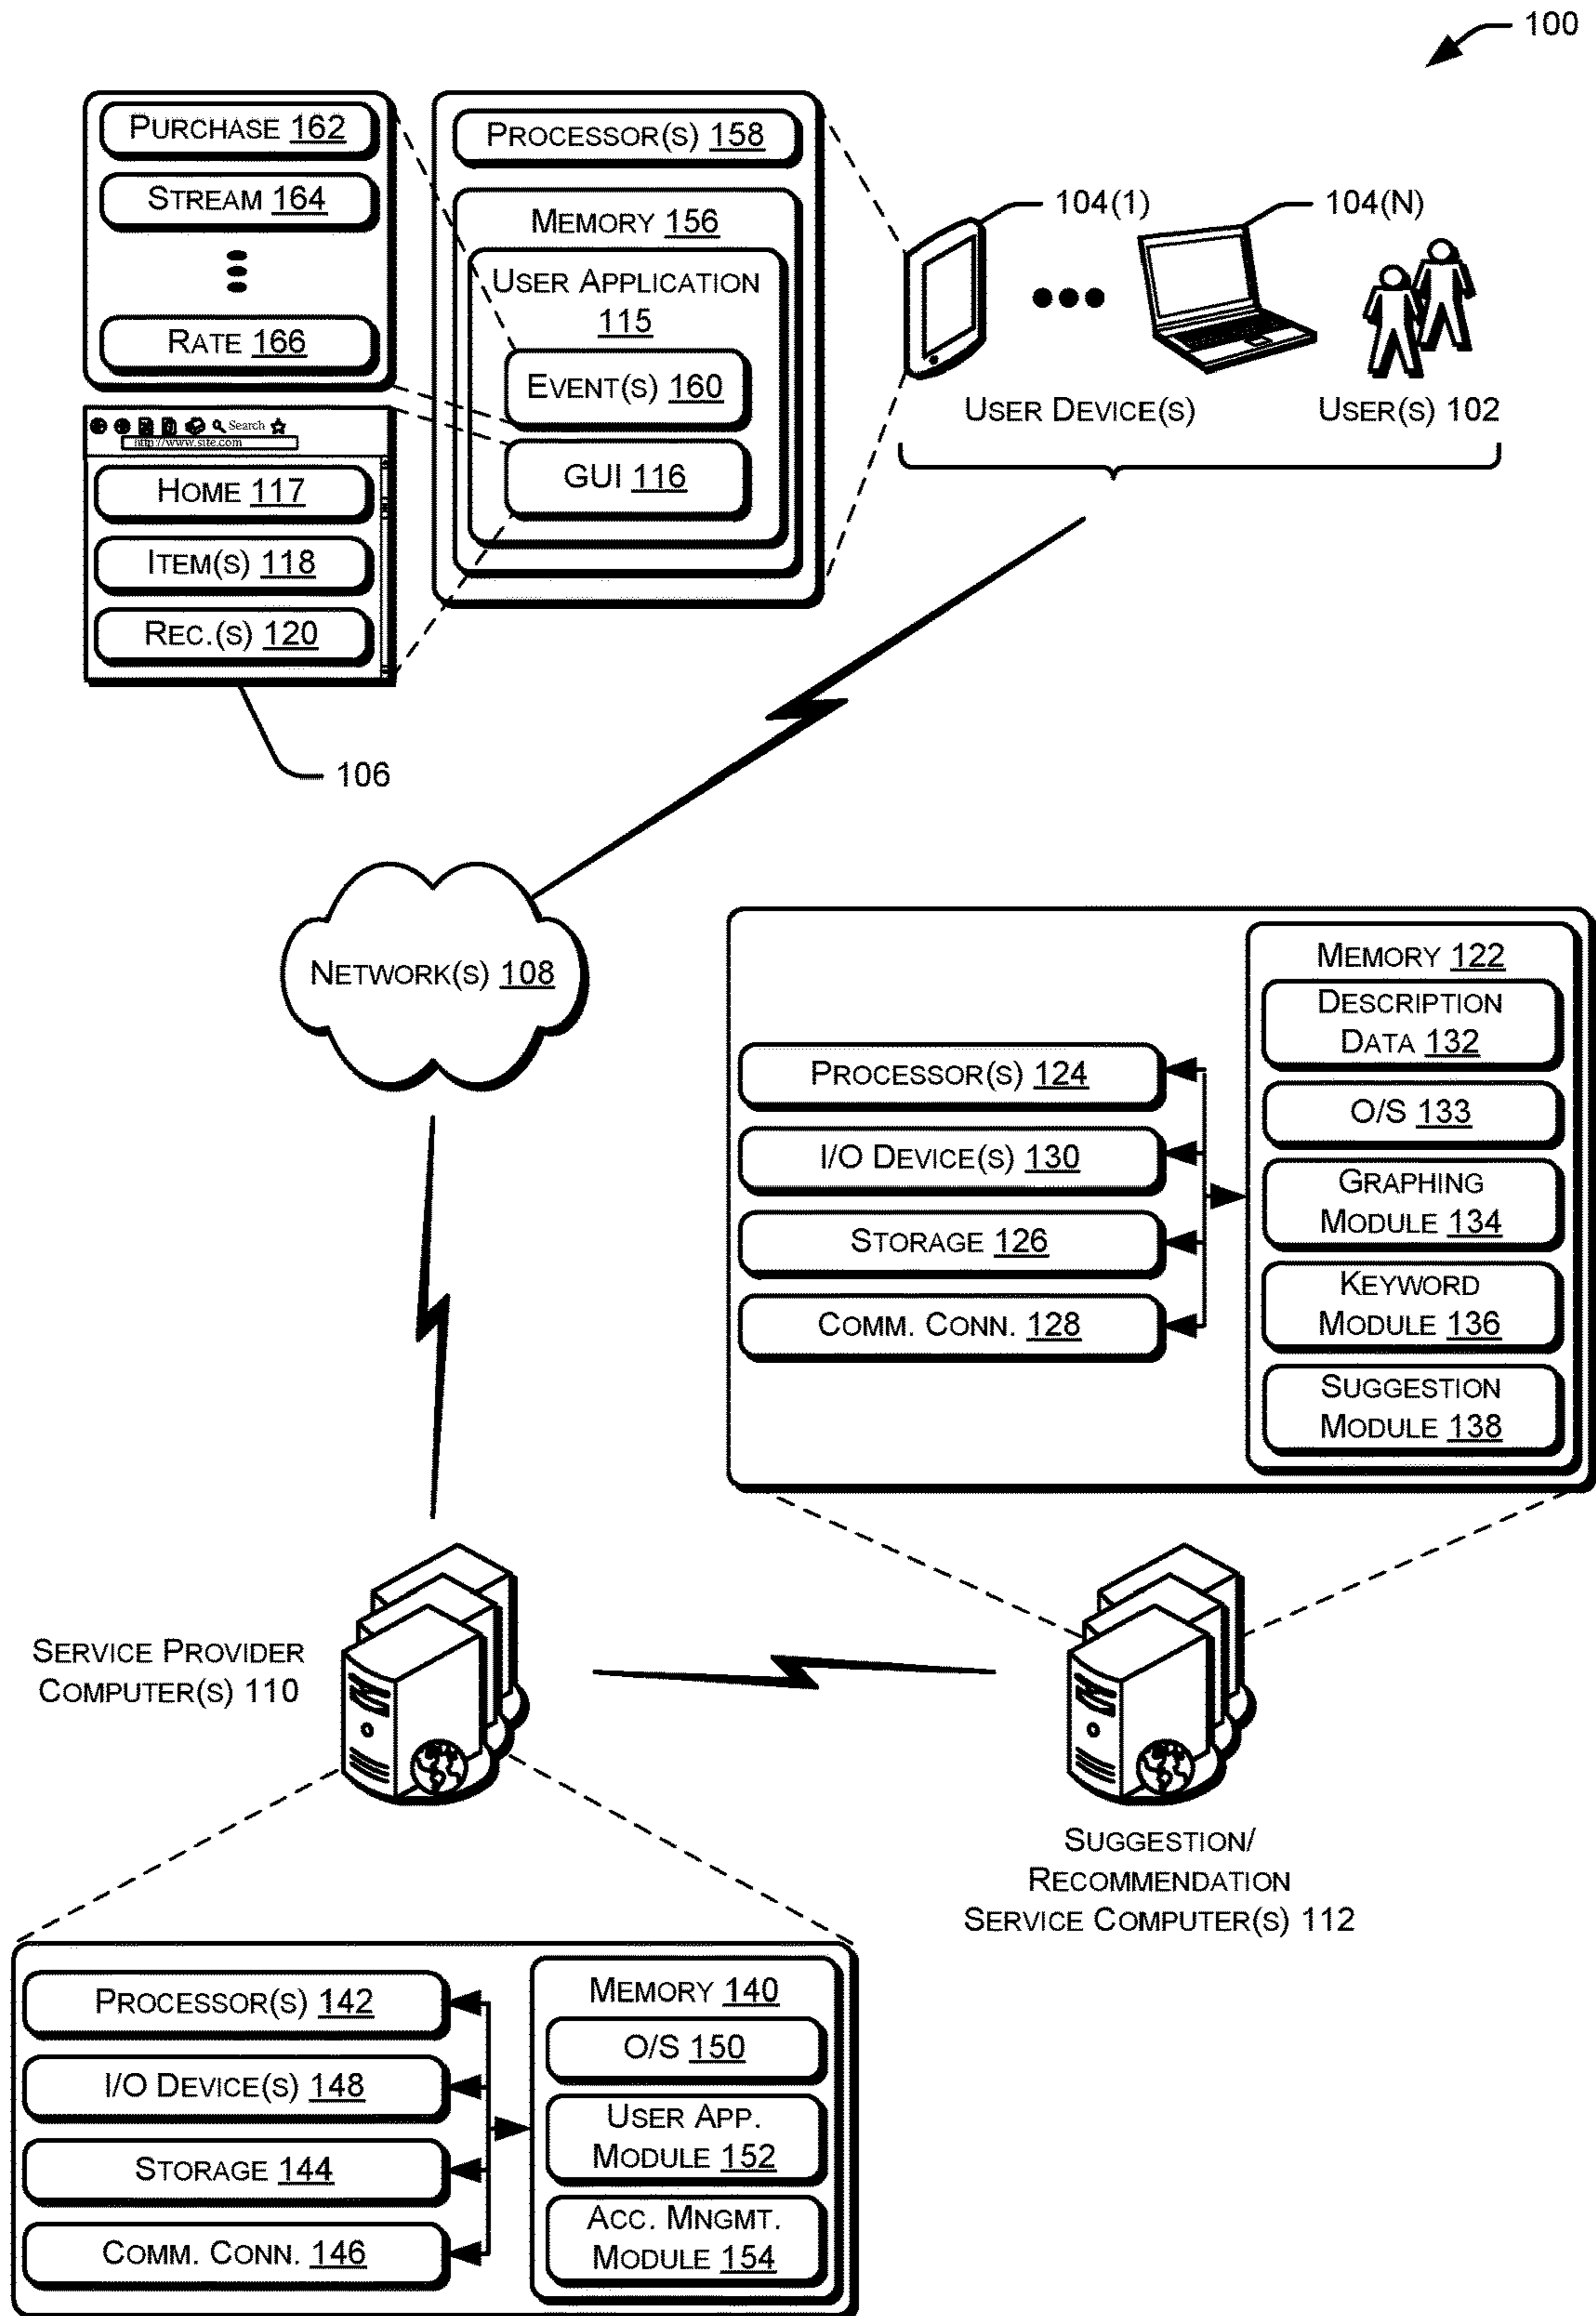 100
PURCHASE 162
STREAM 164
RATE 166
Search
http://www.site.com
HOME 117
ITEM(S) 118
REC.(S) 120
106
PROCESSOR(S) 158
MEMORY 156
USER APPLICATION
115
EVENT(S) 160
GUI 116
104(1)
104(N)
USER DEVICE(S)
USER(S) 102
NETWORK(S) 108
PROCESSOR(S) 124
I/O DEVICE(S) 130
STORAGE 126
COMM. CONN. 128
MEMORY 122
DESCRIPTION
DATA 132
O/S 133
GRAPHING
MODULE 134
KEYWORD
MODULE 136
SUGGESTION
MODULE 138
SERVICE PROVIDER
COMPUTER(S) 110
SUGGESTION/
RECOMMENDATION
SERVICE COMPUTER(S) 112
PROCESSOR(S) 142
I/O DEVICE(S) 148
STORAGE 144
COMM. CONN. 146
MEMORY 140
O/S 150
USER APP.
MODULE 152
ACC. MNGMT.
MODULE 154